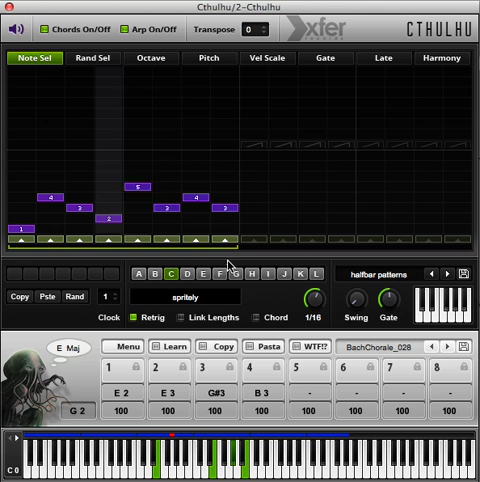 Cthulhu/2-Cthulhu
Chords On/Off Arp On/Off Transpose 0 xfer records CTHULHU
Note Sel Rand Sel Octave Pitch Vel Scale Gate Late Harmony
5
4 4
3 3 3
2
1
A B C D E F G H I J K L halfbar patterns
Copy Pste Rand 1 spritely
Clock Retrig Link Lengths Chord 1/16 Swing Gate
E Maj Menu Learn Copy Pasta WTF!? BachChorale_028
1 2 3 4 5 6 7 8
E 2 E 3 G#3 B 3 - - - -
G 2 100 100 100 100 100 100 100 100
C 0